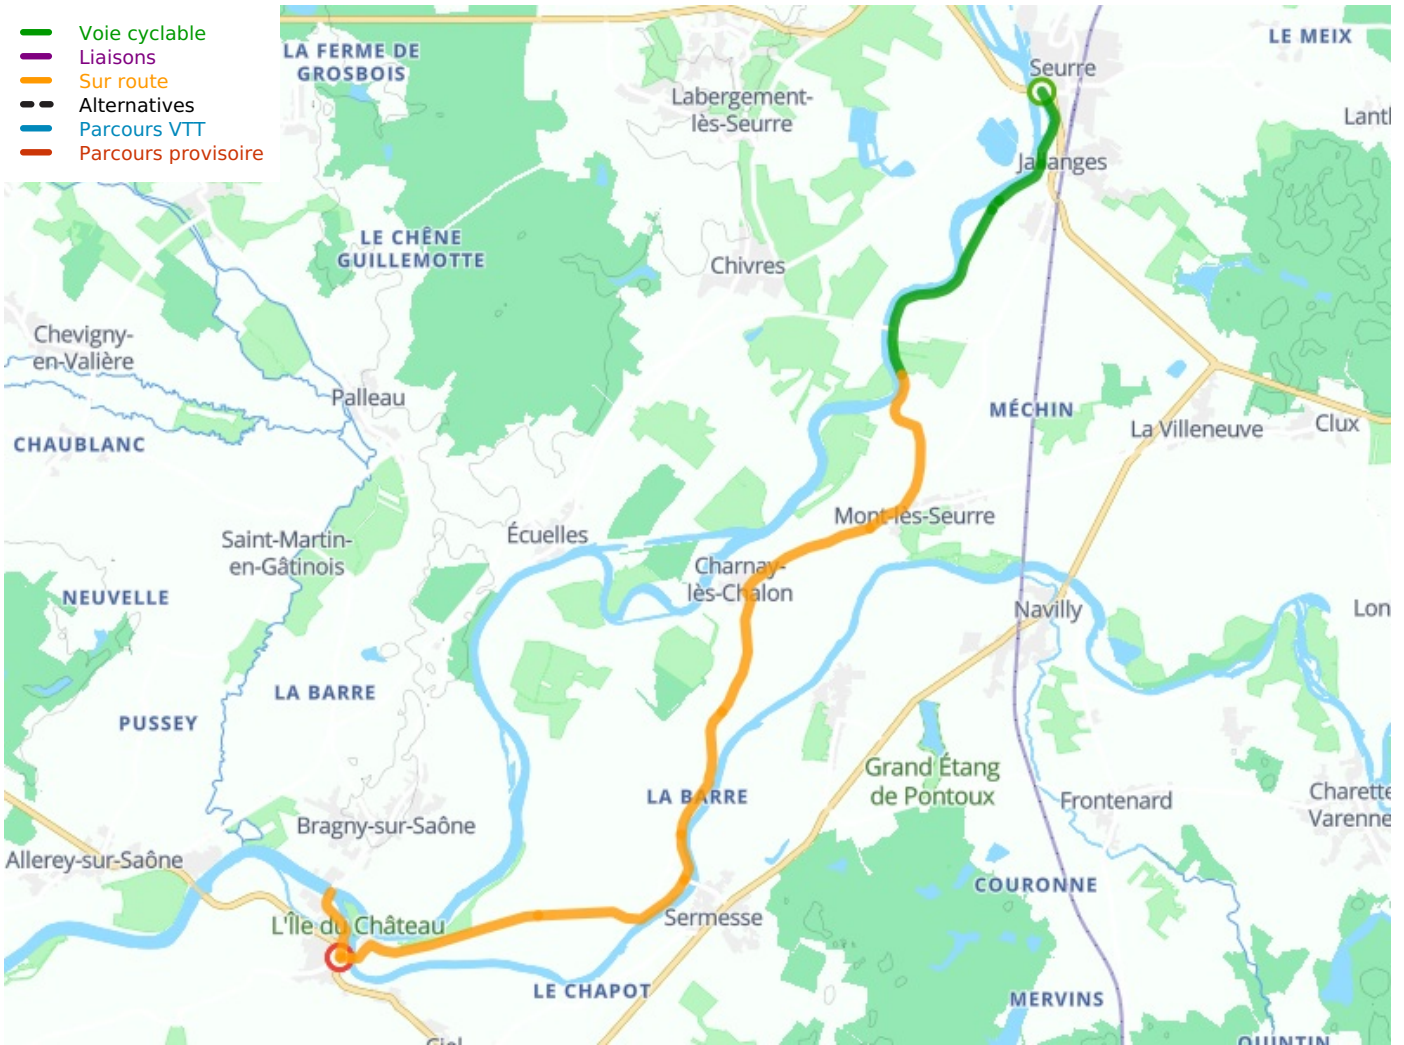 Voie cyclable
Liaisons
Sur route
Alternatives
Parcours VTT
Parcours provisoire
LA FERME DE
GROSBOIS
LE MEIX
Seurre
Labergement-
lès-Seurre
Jallanges
LE CHÊNE
GUILLEMOTTE
Chivres
Chevigny-
en-Valière
Palleau
MÉCHIN
La Villeneuve
Clux
CHAUBLANC
Mont-lès-Seurre
Écuelles
Saint-Martin-
en-Gâtinois
Charnay-
lès-Chalon
NEUVELLE
Navilly
LA BARRE
PUSSEY
Grand Étang
de Pontoux
LA BARRE
Frontenard
Charette
Varenne
Bragny-sur-Saône
Allerey-sur-Saône
COURONNE
L'Île du Château
Sermesse
LE CHAPOT
MERVINS